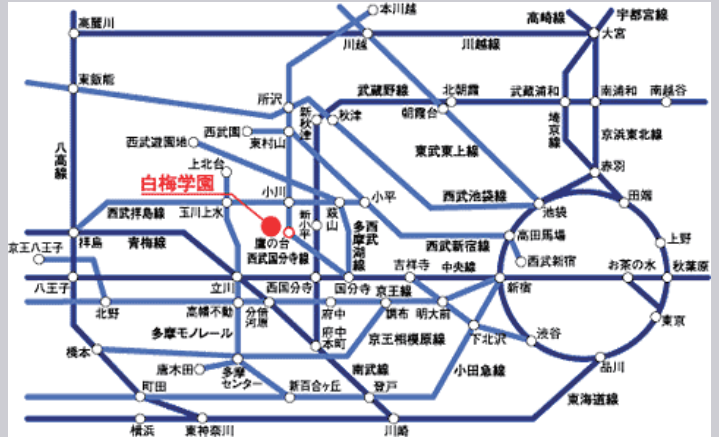 本川越
高崎線
宇都宮線
高麗川
川越
川越線
大宮
東飯能
所沢
武蔵野線
北朝霞
武蔵浦和
南浦和
南越谷
新秋津
秋津
朝霞台
西武園
東村山
西武遊園地
埼京線
京浜東北線
八高線
東武東上線
上北台
赤羽
白梅学園
小川
小平
西武池袋線
西武拝島線
玉川上水
新小平
萩山
池袋
田端
拝島
青梅線
鷹の台
西武国分寺線
多摩湖線
西武
西武新宿線
高田馬場
上野
京王八王子
西武新宿
吉祥寺
中央線
お茶の水
八王子
立川
西国分寺
国分寺
新宿
秋葉原
京王線
北野
高幡不動
分倍河原
府中
調布
明大前
東京
多摩モノレール
府中本町
京王相模原線
下北沢
渋谷
橋本
唐木田
多摩センター
南武線
小田急線
品川
町田
新百合ヶ丘
登戸
東海道線
横浜
東神奈川
川崎